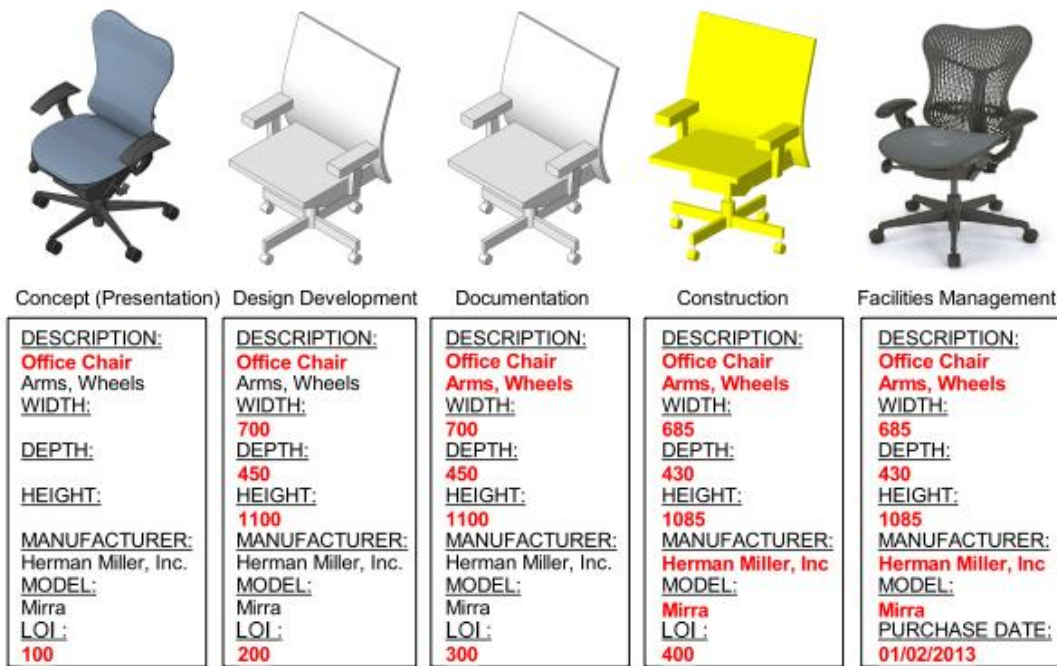 Concept (Presentation)
Design Development
Documentation
Construction
Facilities Management
DESCRIPTION:
Office Chair
Arms, Wheels
WIDTH:
DEPTH:
HEIGHT:
MANUFACTURER:
Herman Miller, Inc.
MODEL:
Mirra
LOI :
100
DESCRIPTION:
Office Chair
Arms, Wheels
WIDTH:
700
DEPTH:
450
HEIGHT:
1100
MANUFACTURER:
Herman Miller, Inc.
MODEL:
Mirra
LOI :
200
DESCRIPTION:
Office Chair
Arms, Wheels
WIDTH:
700
DEPTH:
450
HEIGHT:
1100
MANUFACTURER:
Herman Miller, Inc.
MODEL:
Mirra
LOI :
300
DESCRIPTION:
Office Chair
Arms, Wheels
WIDTH:
685
DEPTH:
430
HEIGHT:
1085
MANUFACTURER:
Herman Miller, Inc
MODEL:
Mirra
LOI :
400
DESCRIPTION:
Office Chair
Arms, Wheels
WIDTH:
685
DEPTH:
430
HEIGHT:
1085
MANUFACTURER:
Herman Miller, Inc
MODEL:
Mirra
PURCHASE DATE:
01/02/2013